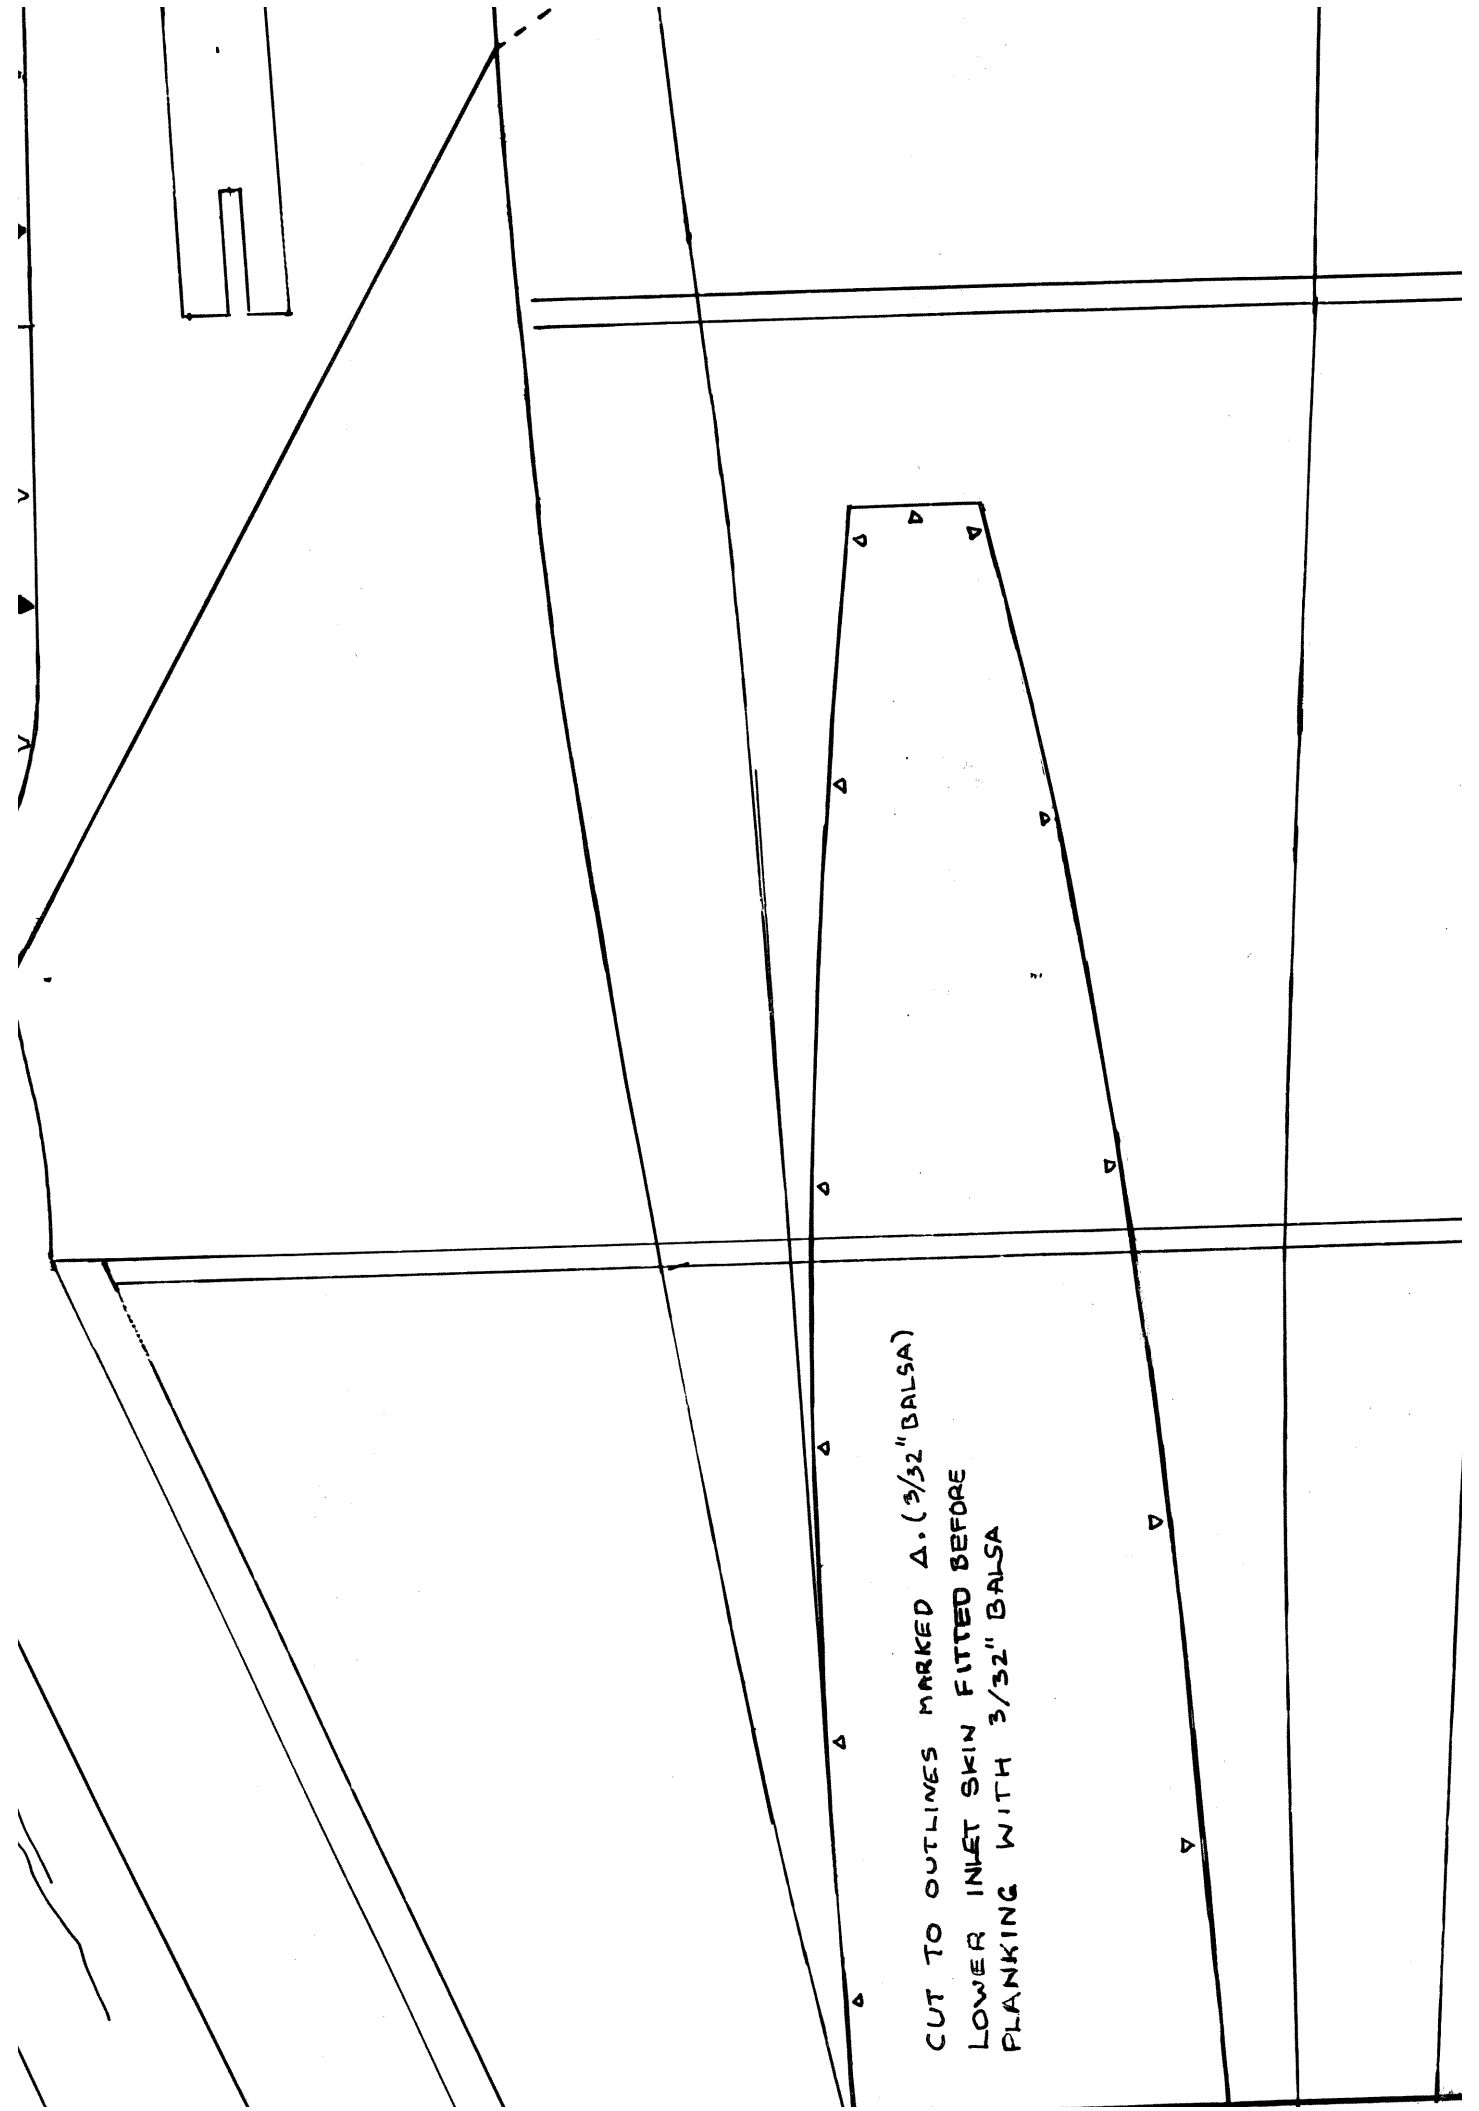 CUT TO OUTLINES MARKED Δ. (3/32" BALSA)
LOWER INLET SKIN FITTED BEFORE
PLANKING WITH 3/32" BALSA